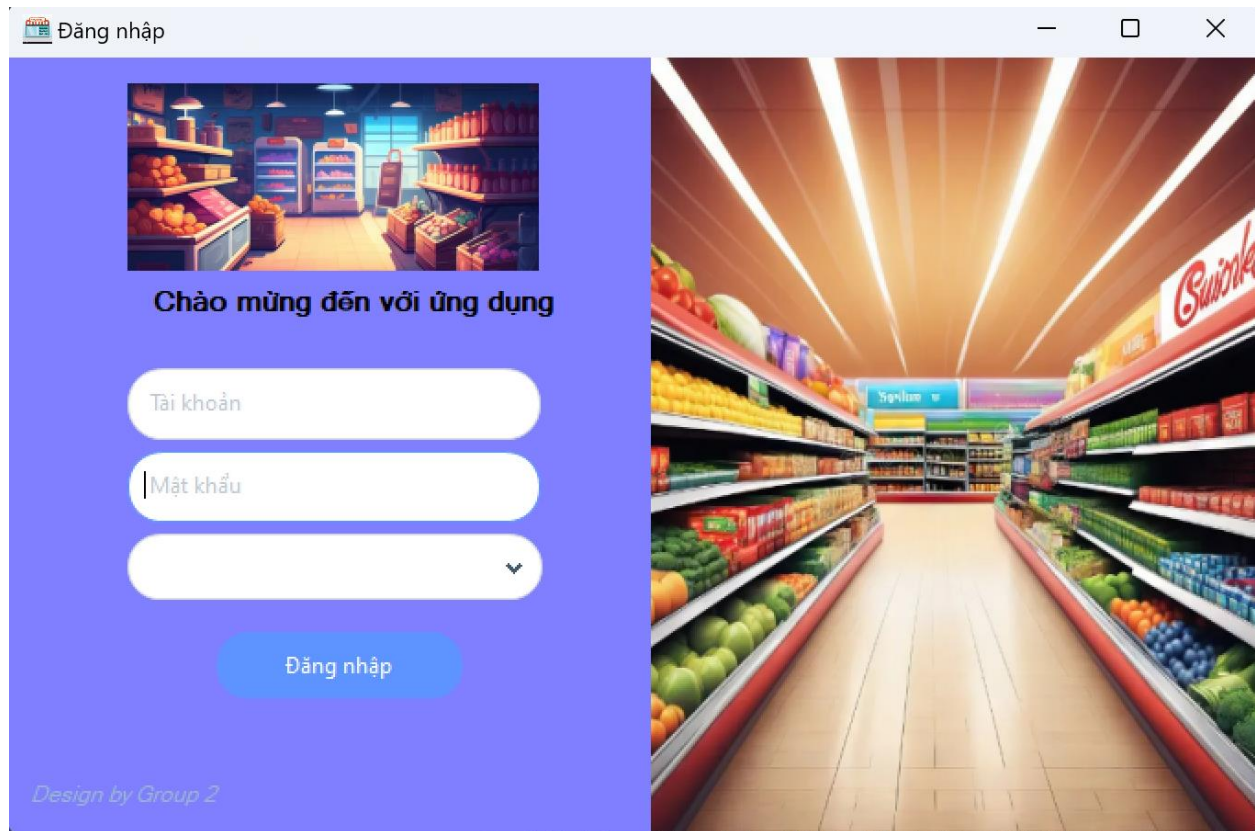 Đăng nhập
Chào mừng đến với ứng dụng
Tài khoản
Mật khẩu
Đăng nhập
Design by Group 2